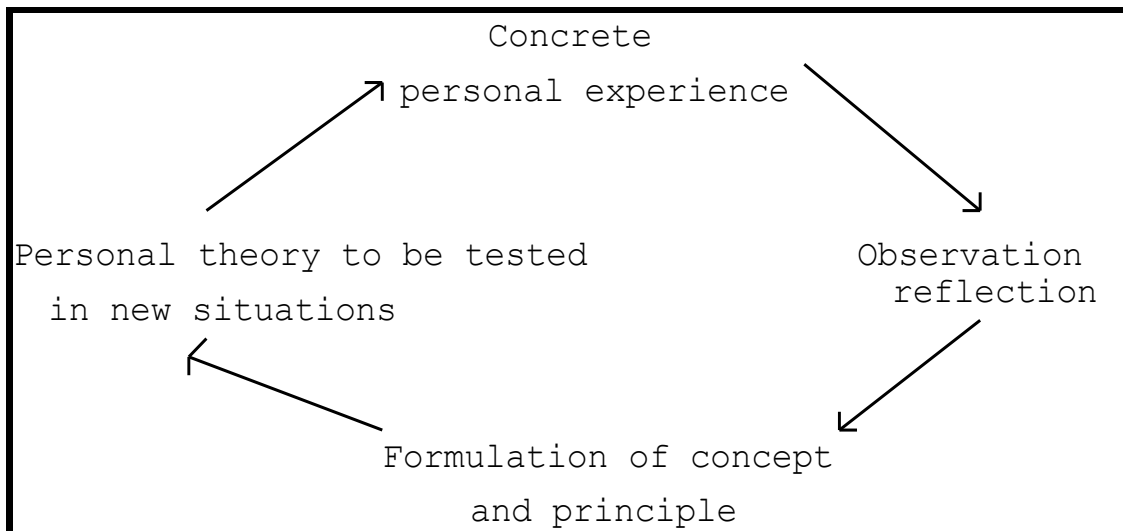 Concrete
personal experience
Personal theory to be tested
in new situations
Observation
reflection
Formulation of concept
and principle